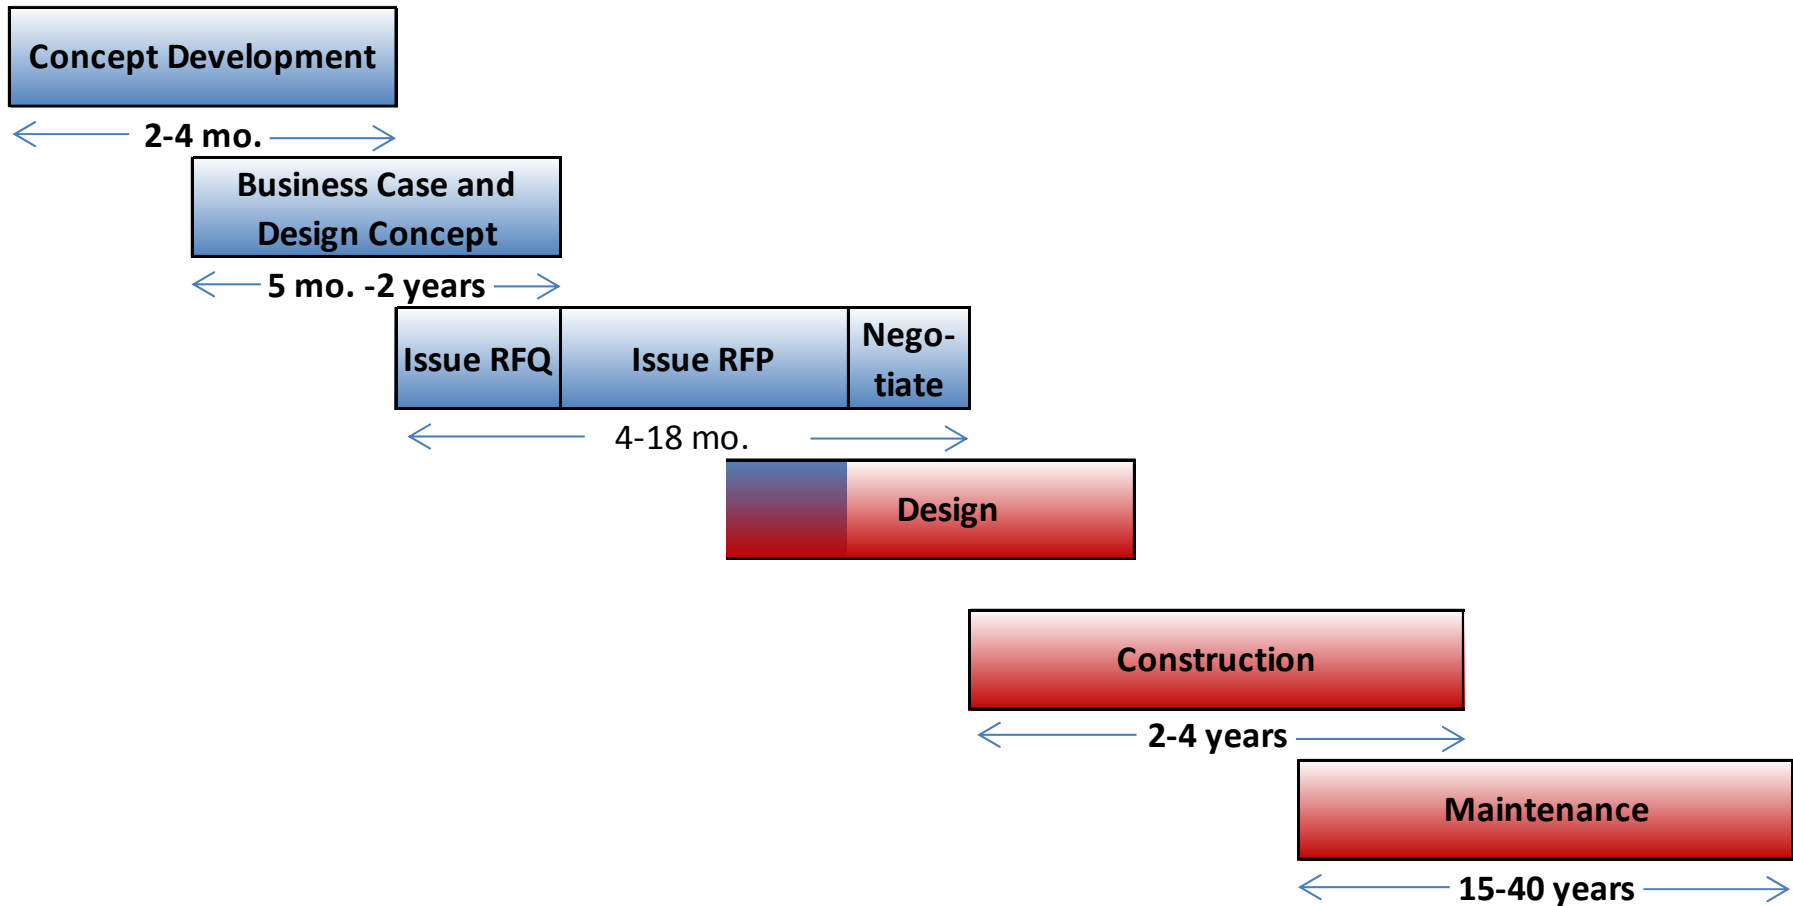 Concept Development
2-4 mo.
Business Case and
Design Concept
5 mo. -2 years
Issue RFQ
Issue RFP
Nego-
tiate
4-18 mo.
Design
Construction
2-4 years
Maintenance
15-40 years